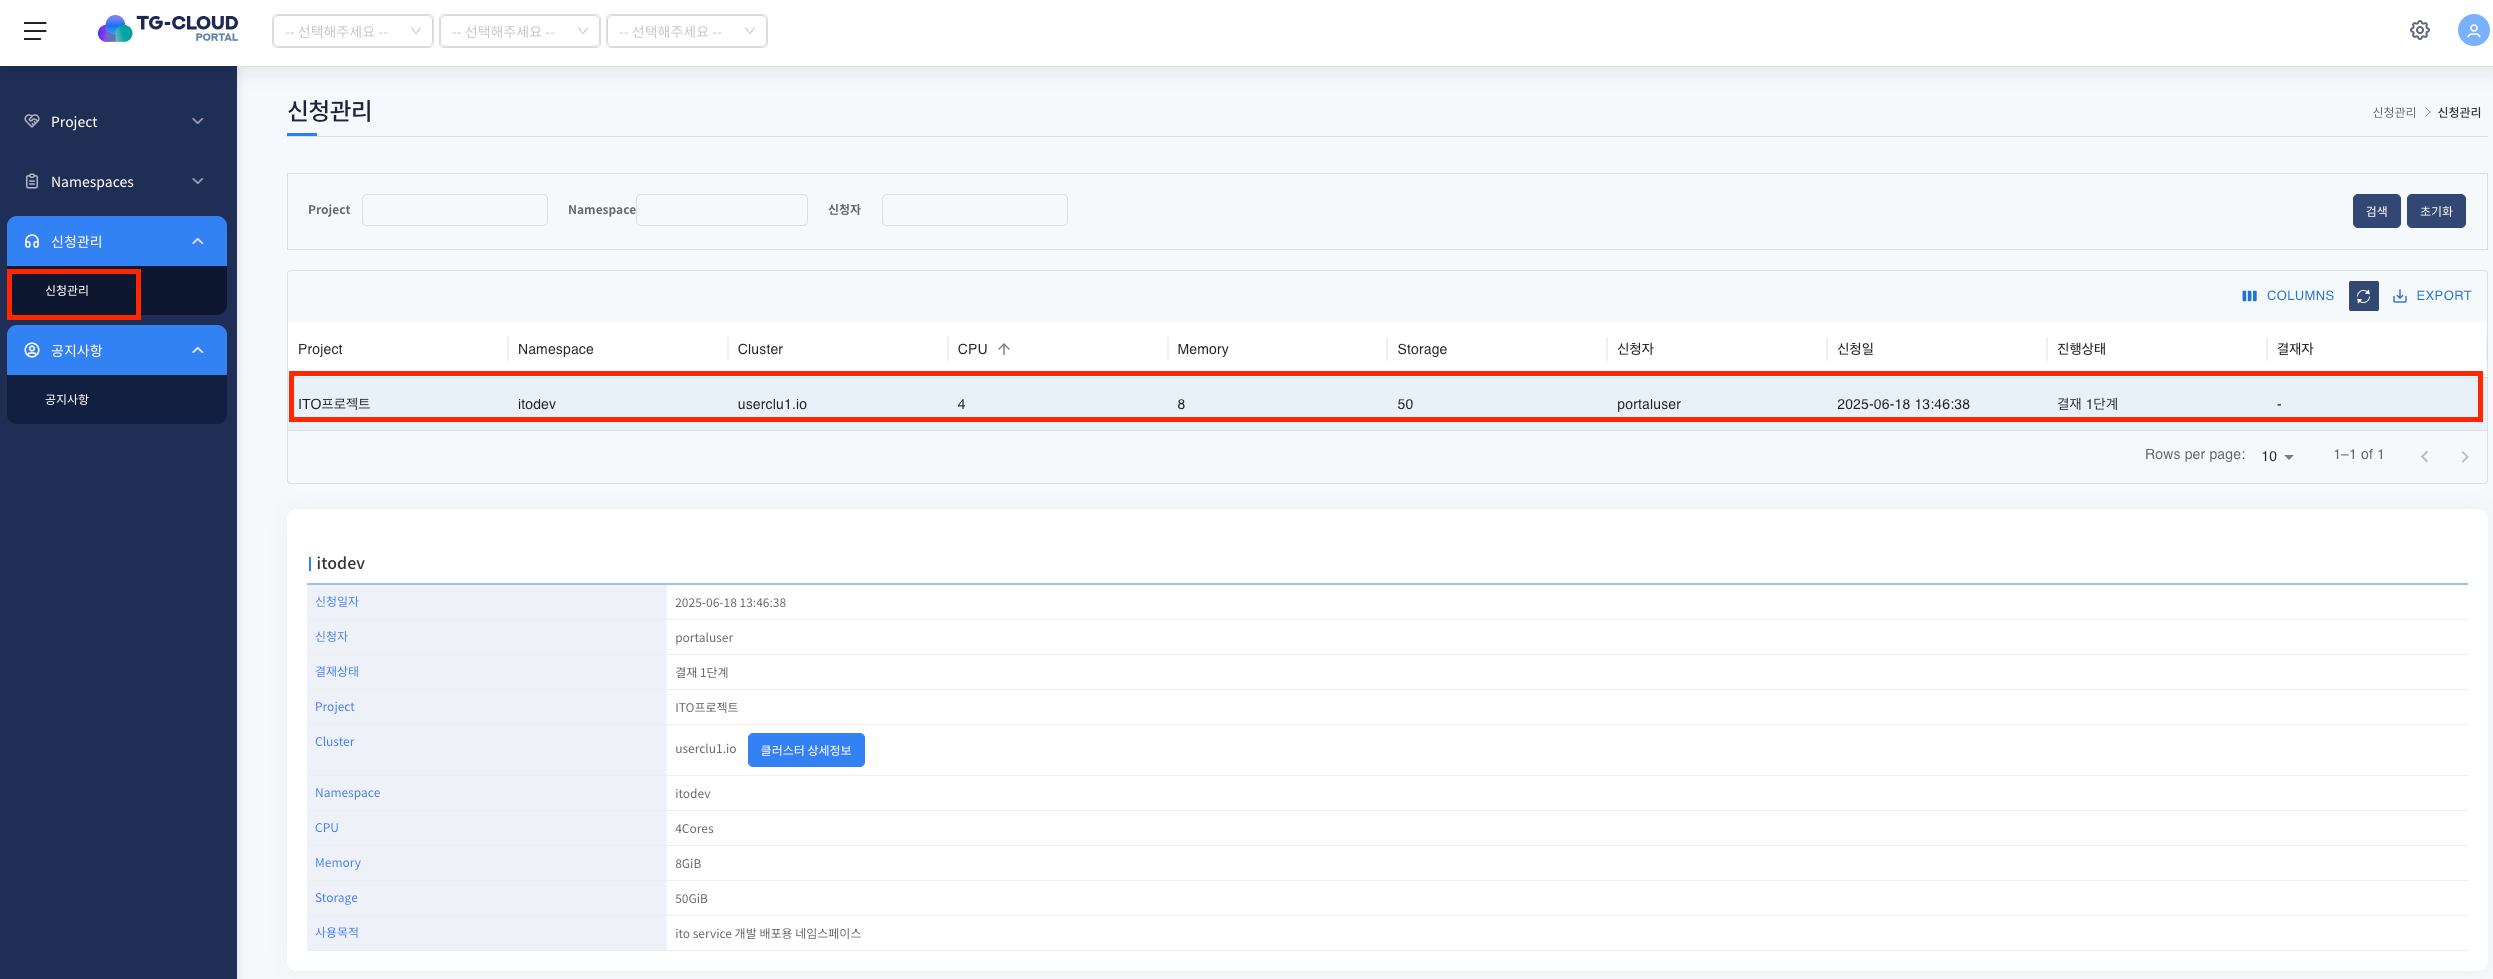 TG-CLOUD
PORTAL
-- 선택해주세요 --
-- 선택해주세요 --
-- 선택해주세요 --
Project
Namespaces
신청관리
신청관리
공지사항
공지사항
신청관리
신청관리 > 신청관리
Project
Namespace
신청자
검색
초기화
COLUMNS
EXPORT
Project Namespace Cluster CPU Memory Storage 신청자 신청일 진행상태 결재자
ITO프로젝트 itodev userclu1.io 4 8 50 portaluser 2025-06-18 13:46:38 결재 1단계 -
Rows per page: 10 1–1 of 1
itodev
신청일자 2025-06-18 13:46:38
신청자 portaluser
결재상태 결재 1단계
Project ITO프로젝트
Cluster userclu1.io 클러스터 상세정보
Namespace itodev
CPU 4Cores
Memory 8GiB
Storage 50GiB
사용목적 ito service 개발 배포용 네임스페이스